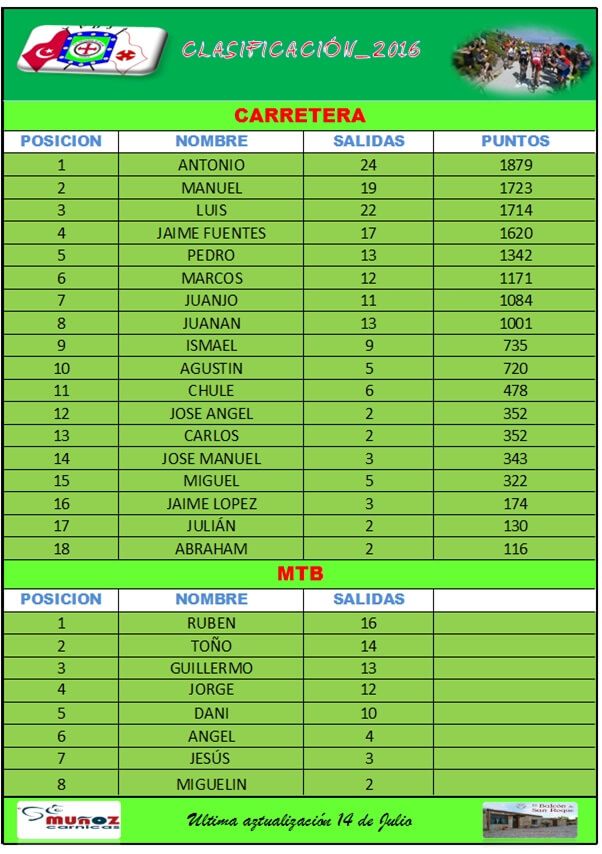 CLASIFICACIÓN_2016
CARRETERA
POSICION NOMBRE SALIDAS PUNTOS
1 ANTONIO 24 1879
2 MANUEL 19 1723
3 LUIS 22 1714
4 JAIME FUENTES 17 1620
5 PEDRO 13 1342
6 MARCOS 12 1171
7 JUANJO 11 1084
8 JUANAN 13 1001
9 ISMAEL 9 735
10 AGUSTIN 5 720
11 CHULE 6 478
12 JOSE ANGEL 2 352
13 CARLOS 2 352
14 JOSE MANUEL 3 343
15 MIGUEL 5 322
16 JAIME LOPEZ 3 174
17 JULIÁN 2 130
18 ABRAHAM 2 116
MTB
POSICION NOMBRE SALIDAS
1 RUBEN 16
2 TOÑO 14
3 GUILLERMO 13
4 JORGE 12
5 DANI 10
6 ANGEL 4
7 JESÚS 3
8 MIGUELIN 2
MUÑOZ
carnicas
Ultima aztualización 14 de Julio
El Balcón de
San Roque